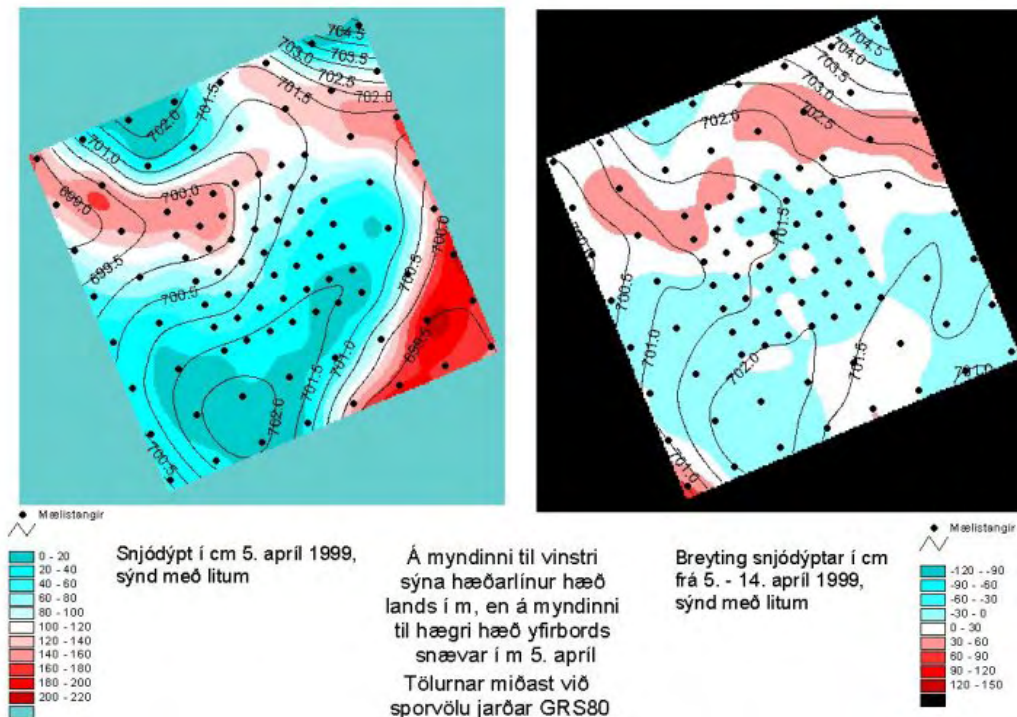 704.5
703.0
703.5
702.5
701.5
702.0
701.5
702.0
701.0
700.0
699.5
700.0
700.5
700.5
701.0
701.5
702.0
700.5
704.5
704.0
703.5
703.0
702.5
702.0
701.5
700.5
701.0
702.0
701.5
701.0
701.0
Mælistangir
0 - 20
20 - 40
40 - 60
60 - 80
80 - 100
100 - 120
120 - 140
140 - 160
160 - 180
180 - 200
200 - 220
Snjódýpt í cm 5. apríl 1999,
sýnd með litum
Á myndinni til vinstri
sýna hæðarlínur hæð
lands í m, en á myndinni
til hægri hæð yfirbords
snævar í m 5. apríl
Tölurnar miðast við
sporvölu jarðar GRS80
Breyting snjódýptar í cm
frá 5. - 14. apríl 1999,
sýnd með litum
Mælistangir
-120 - -90
-90 - -60
-60 - -30
-30 - 0
0 - 30
30 - 60
60 - 90
90 - 120
120 - 150